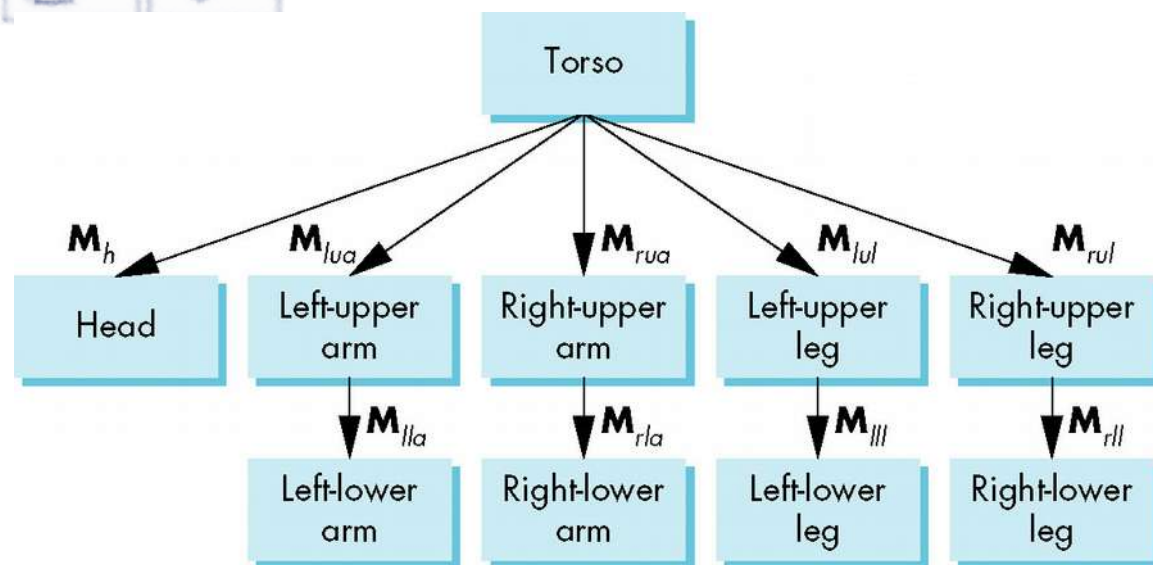 Torso
M_h
M_lua
M_rua
M_lul
M_rul
Head
Left-upper
arm
Right-upper
arm
Left-upper
leg
Right-upper
leg
M_lla
M_rla
M_lll
M_rll
Left-lower
arm
Right-lower
arm
Left-lower
leg
Right-lower
leg